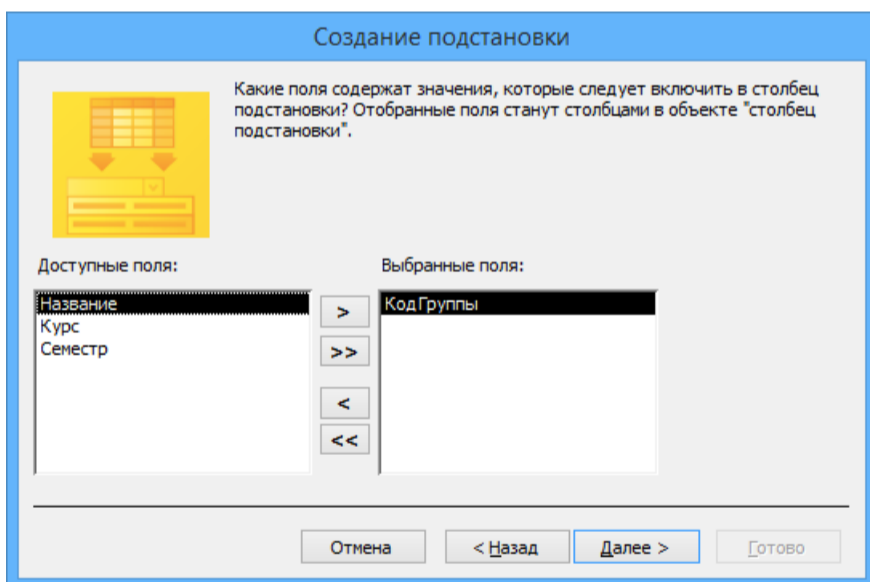 Создание подстановки
Какие поля содержат значения, которые следует включить в столбец
подстановки? Отобранные поля станут столбцами в объекте "столбец
подстановки".
Доступные поля:
Выбранные поля:
Название
Курс
Семестр
>
>>
<
<<
КодГруппы
Отмена
< Назад
Далее >
Готово